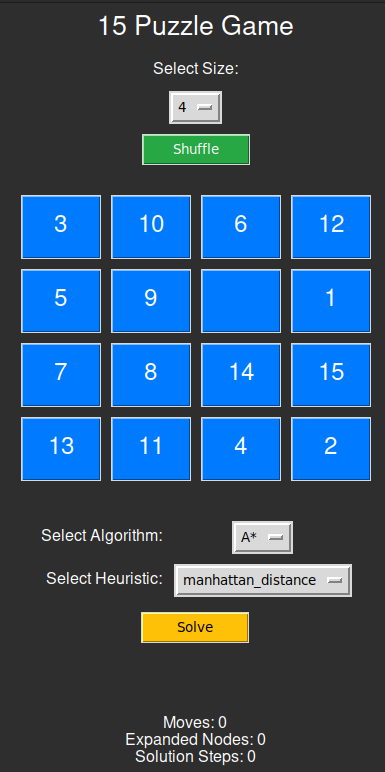 15 Puzzle Game
Select Size:
4
Shuffle
3 10 6 12
5 9 1
7 8 14 15
13 11 4 2
Select Algorithm: A*
Select Heuristic: manhattan_distance
Solve
Moves: 0
Expanded Nodes: 0
Solution Steps: 0